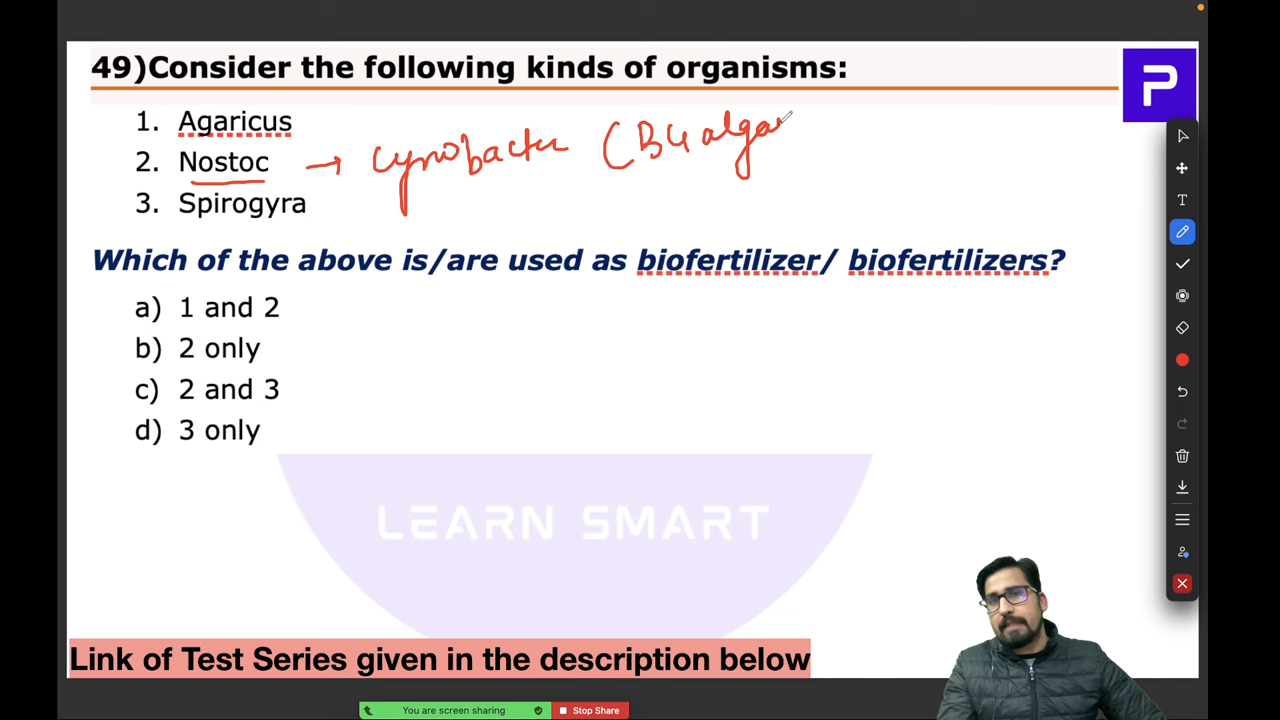 49)Consider the following kinds of organisms:
P
1. Agaricus
2. Nostoc → cynobacter (BG algae
3. Spirogyra
Which of the above is/are used as biofertilizer/ biofertilizers?
a) 1 and 2
b) 2 only
c) 2 and 3
d) 3 only
LEARN SMART
Link of Test Series given in the description below
You are screen sharing
Stop Share